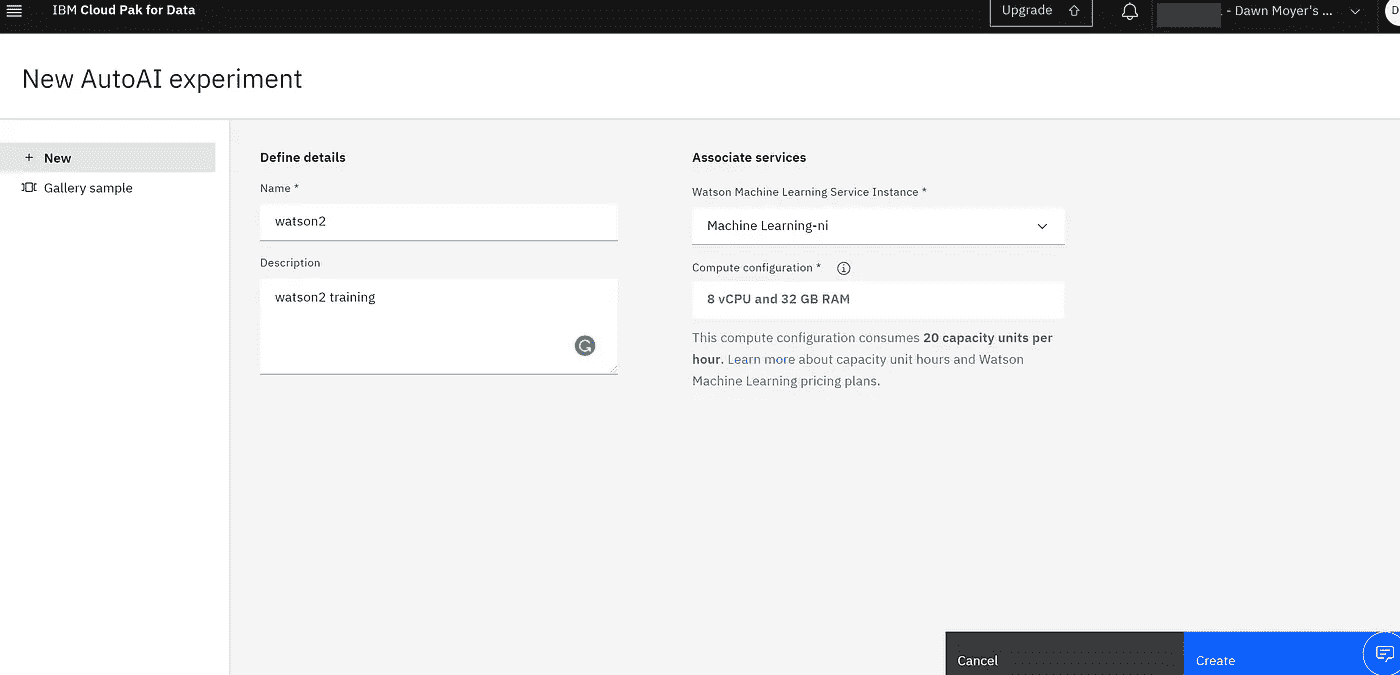 IBM Cloud Pak for Data
Upgrade
- Dawn Moyer's ...
D
New AutoAI experiment
+ New
Gallery sample
Define details
Name *
watson2
Description
watson2 training
Associate services
Watson Machine Learning Service Instance *
Machine Learning-ni
Compute configuration *
8 vCPU and 32 GB RAM
This compute configuration consumes 20 capacity units per
hour. Learn more about capacity unit hours and Watson
Machine Learning pricing plans.
Cancel
Create